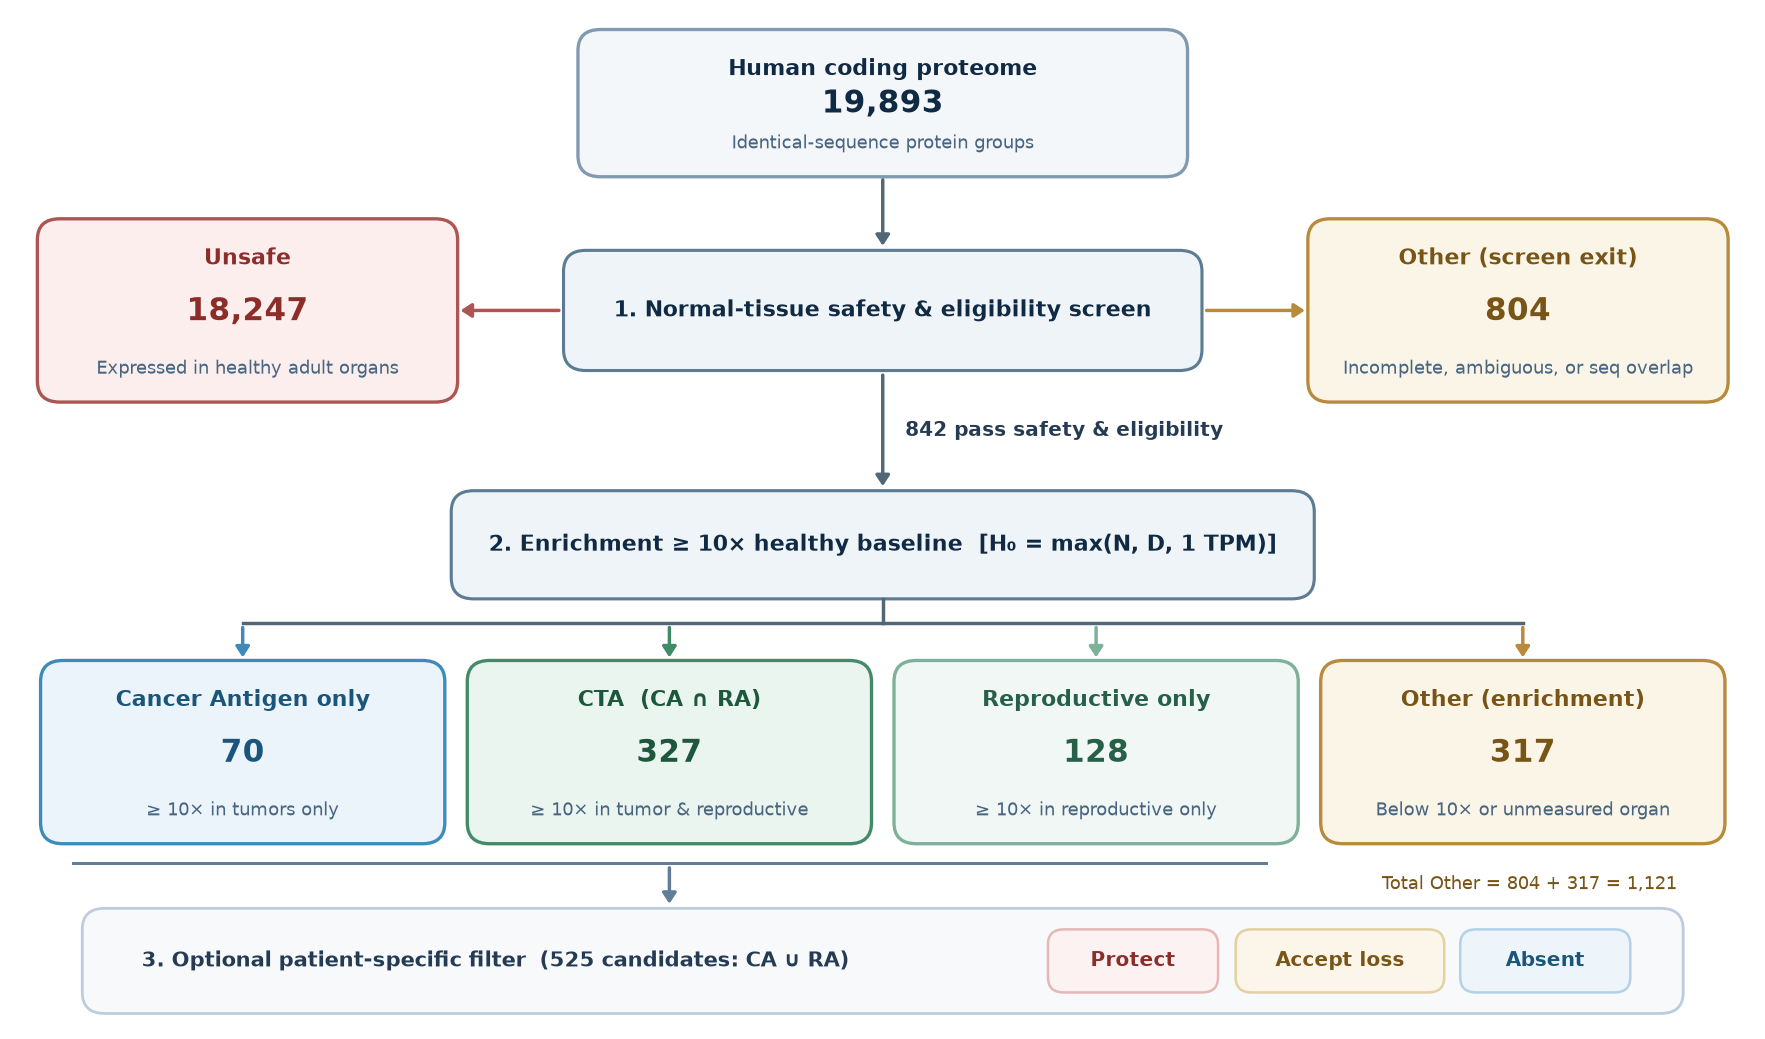 Human coding proteome
19,893
Identical-sequence protein groups
Unsafe
18,247
Expressed in healthy adult organs
1. Normal-tissue safety & eligibility screen
Other (screen exit)
804
Incomplete, ambiguous, or seq overlap
842 pass safety & eligibility
2. Enrichment ≥ 10× healthy baseline [H₀ = max(N, D, 1 TPM)]
Cancer Antigen only
70
≥ 10× in tumors only
CTA (CA ∩ RA)
327
≥ 10× in tumor & reproductive
Reproductive only
128
≥ 10× in reproductive only
Other (enrichment)
317
Below 10× or unmeasured organ
Total Other = 804 + 317 = 1,121
3. Optional patient-specific filter (525 candidates: CA ∪ RA)
Protect
Accept loss
Absent